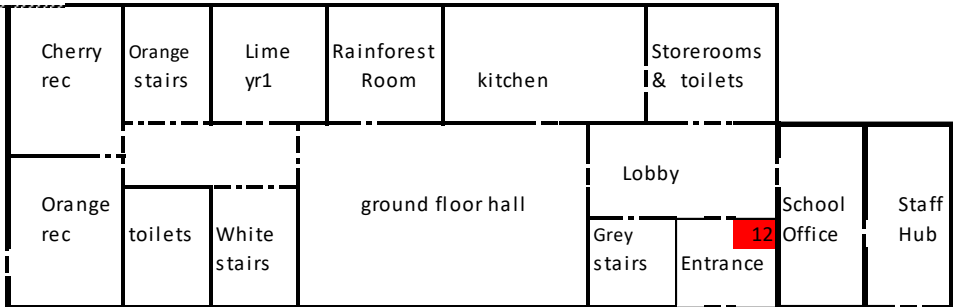 Cherry
rec
Orange
stairs
Lime
yr1
Rainforest
Room
kitchen
Storerooms
& toilets
Lobby
Orange
rec
toilets
White
stairs
ground floor hall
Grey
stairs
12
Entrance
School
Office
Staff
Hub